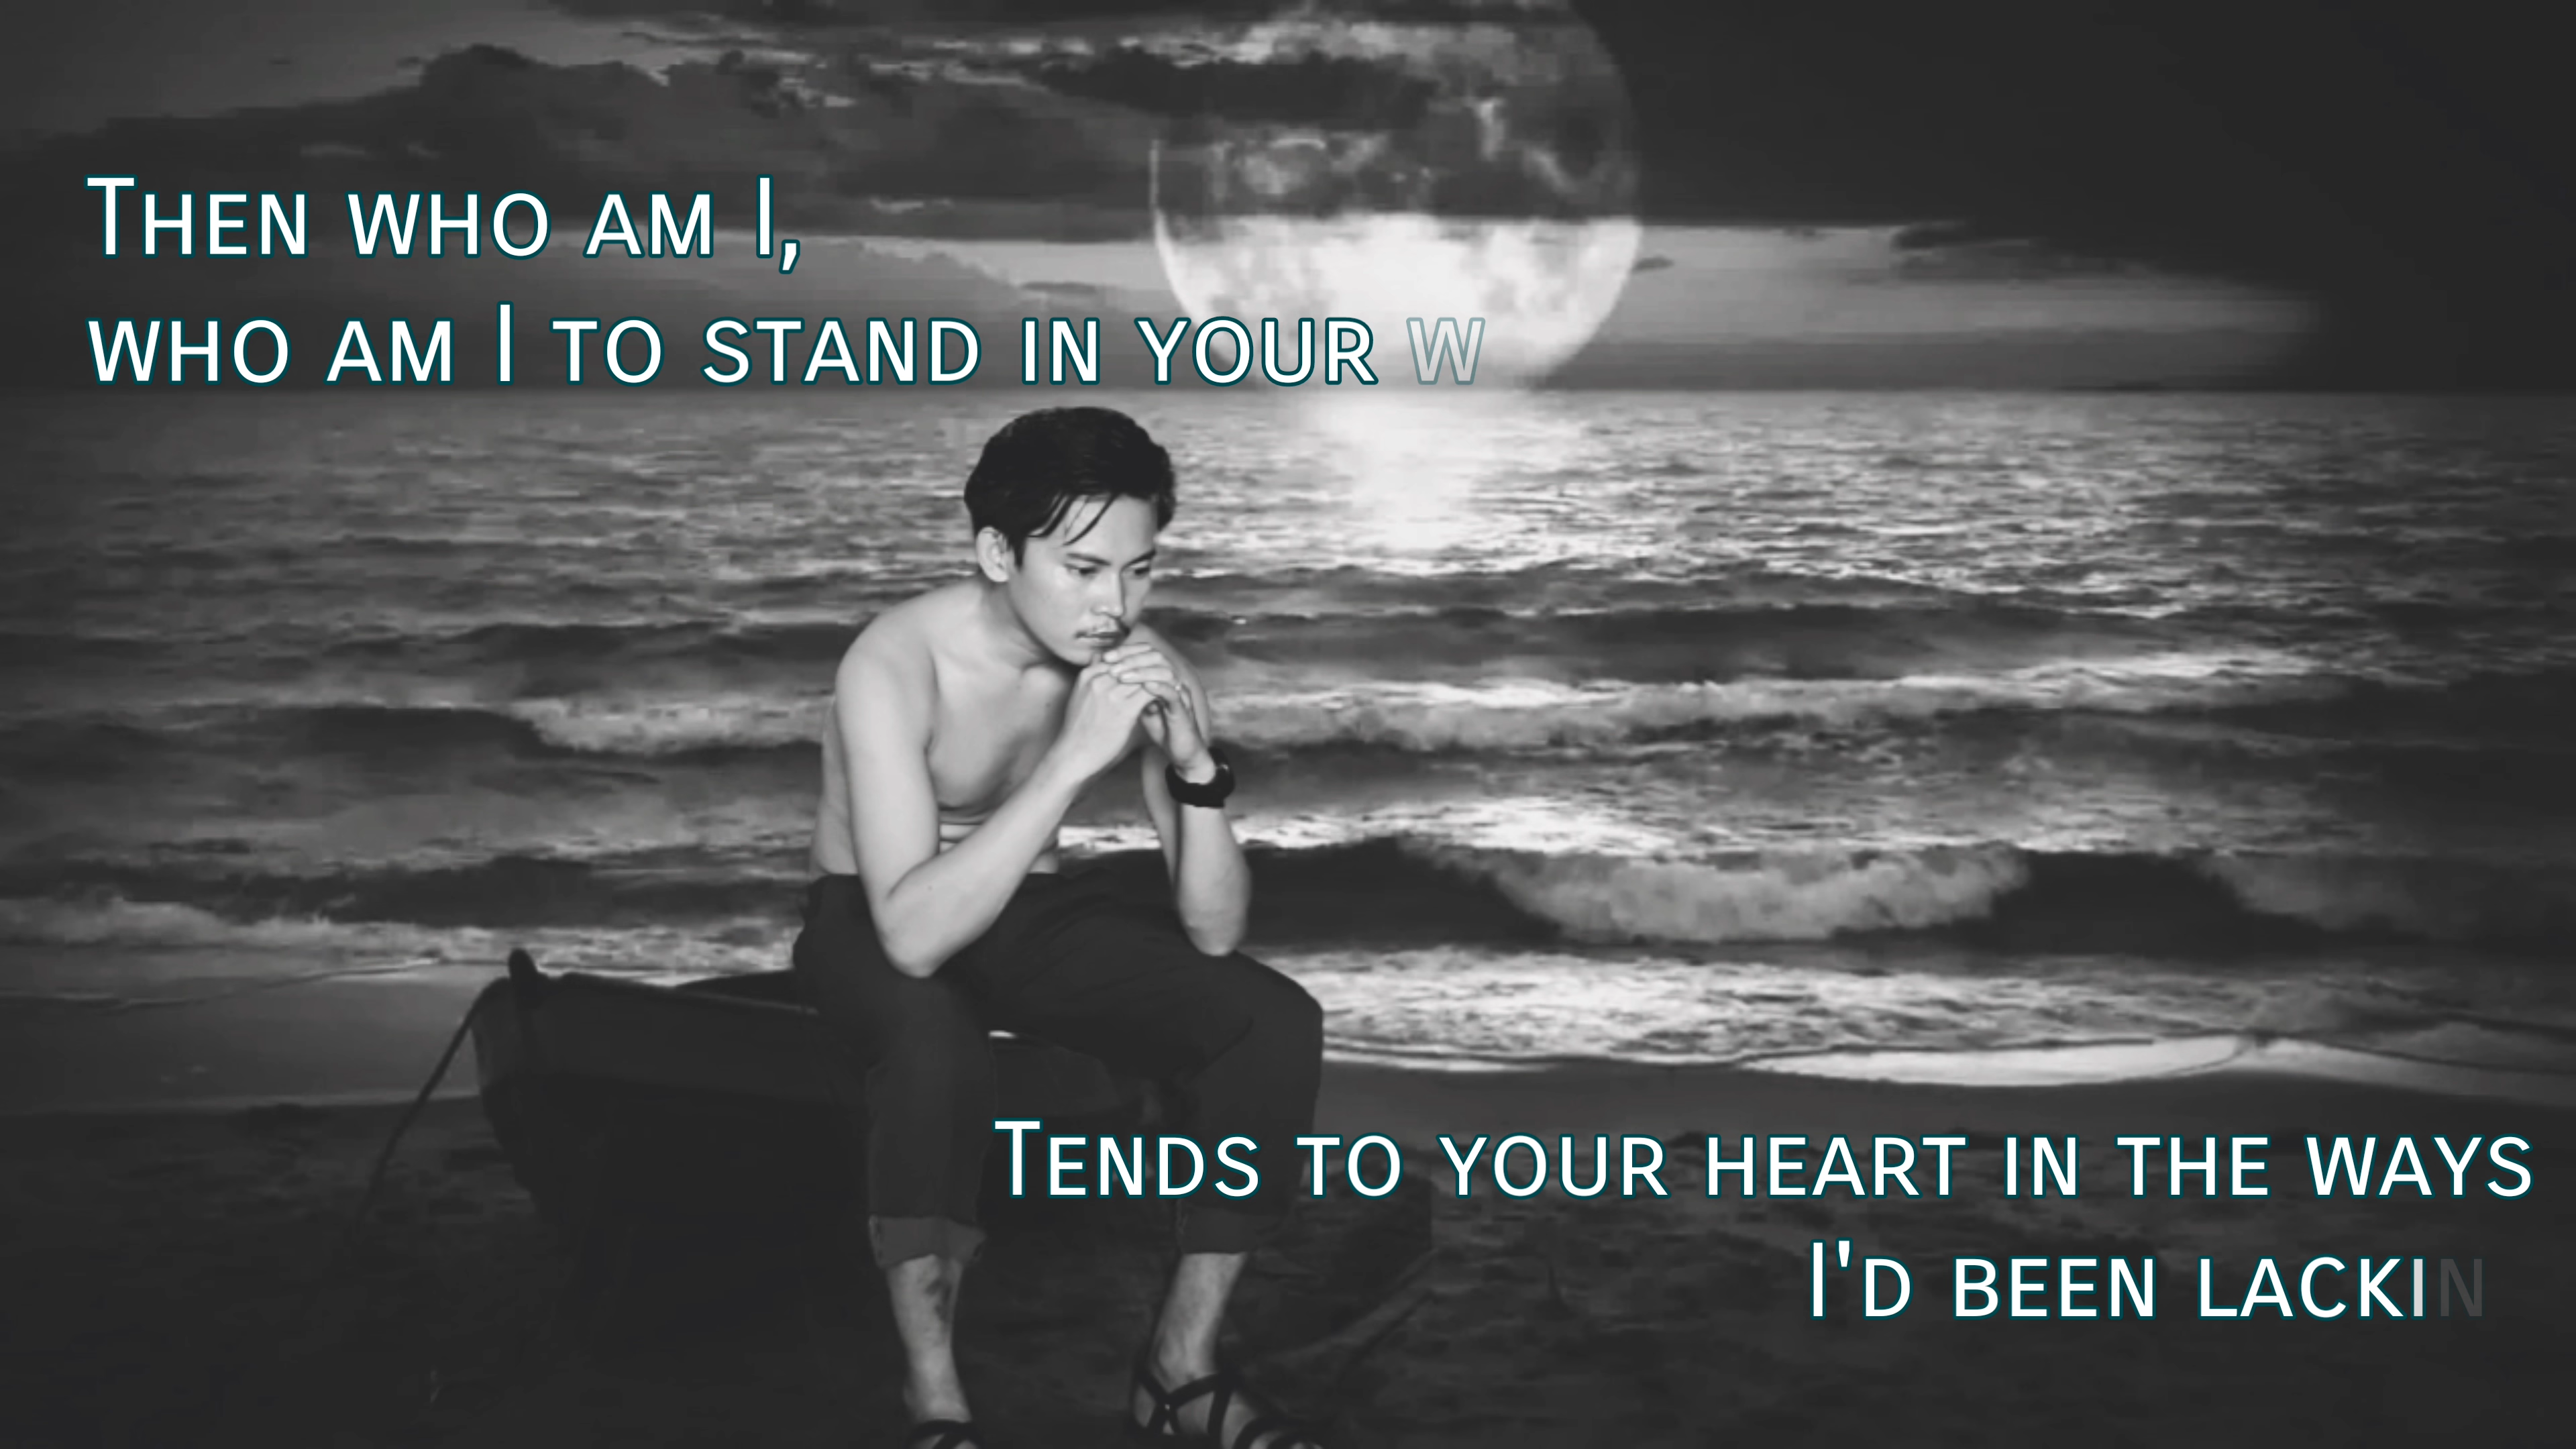 Then who am I,
who am I to stand in your w
Tends to your heart in the ways
I'd been lackin